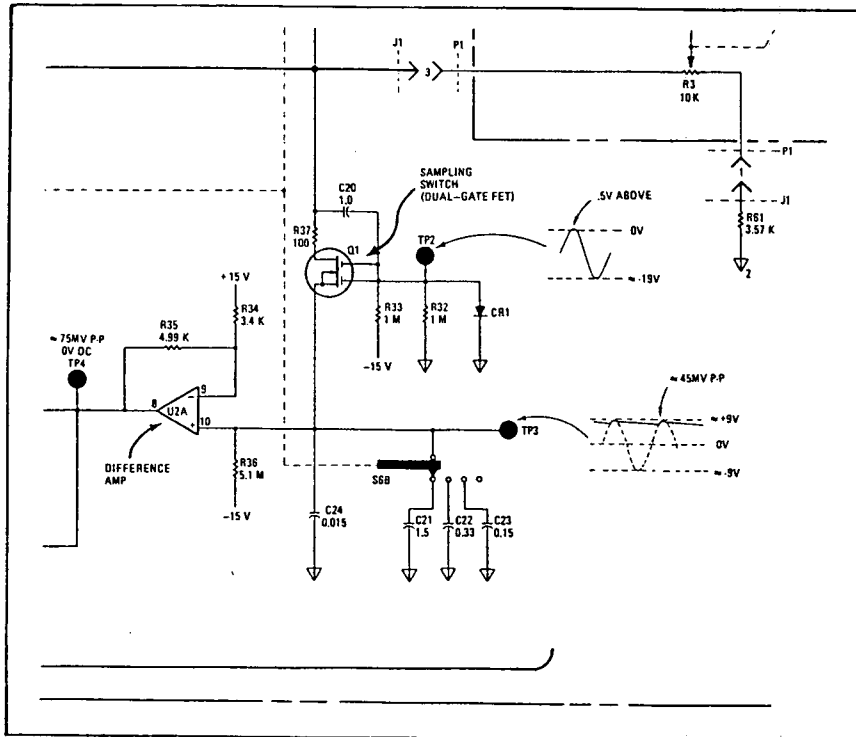 J1
P1
3
R3
10 K
P1
1
J1
R61
3.57 K
2
SAMPLING
SWITCH
(DUAL-GATE FET)
C20
1.0
R37
100
Q1
TP2
.5V ABOVE
0V
≈ -19V
+15 V
R34
3.4 K
R33
1 M
R32
1 M
CR1
-15 V
R35
4.99 K
≈ 75MV P-P
0V DC
TP4
8
9
U2A
-
+
10
DIFFERENCE
AMP
R36
5.1 M
-15 V
TP3
≈ 45MV P-P
≈ +9V
0V
≈ -9V
S6B
C24
0.015
C21
1.5
C22
0.33
C23
0.15